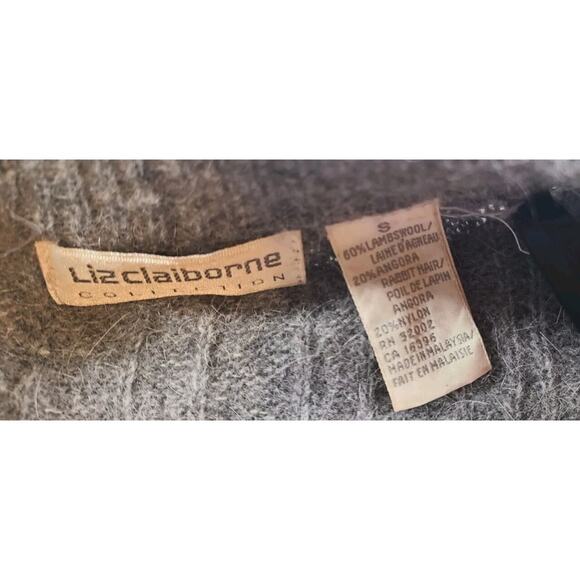 Lizclaiborne
COLLECTION
S
60%LAMBSWOOL/
LAINE D'AGNEAU
20%ANGORA
RABBIT HAIR/
POIL DE LAPIN
ANGORA
20%NYLON
RN 52002
CA 16396
MADE IN MALAYSIA/
FAIT EN MALAISIE